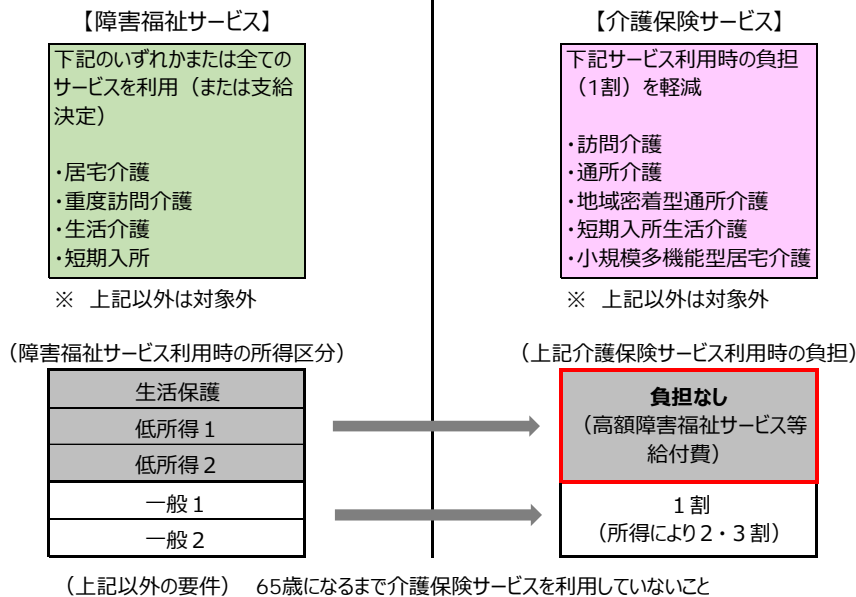 【障害福祉サービス】
下記のいずれかまたは全ての
サービスを利用（または支給
決定）
・居宅介護
・重度訪問介護
・生活介護
・短期入所
※　上記以外は対象外
（障害福祉サービス利用時の所得区分）
生活保護
低所得１
低所得２
一般１
一般２
【介護保険サービス】
下記サービス利用時の負担
（1割）を軽減
・訪問介護
・通所介護
・地域密着型通所介護
・短期入所生活介護
・小規模多機能型居宅介護
※　上記以外は対象外
（上記介護保険サービス利用時の負担）
負担なし
（高額障害福祉サービス等
給付費）
１割
（所得により２・３割）
（上記以外の要件）　65歳になるまで介護保険サービスを利用していないこと